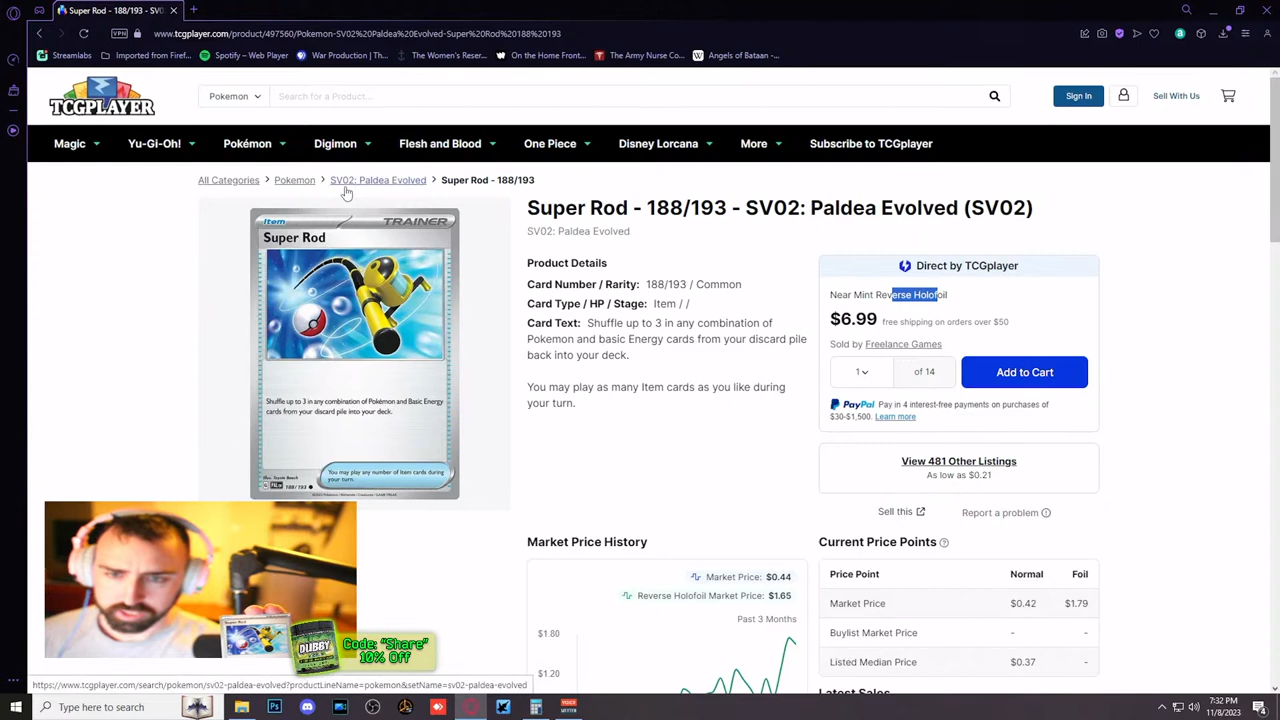 Super Rod - 188/193 - SV0
www.tcgplayer.com/product/497560/Pokemon-SV02%20Paldea%20Evolved-Super%20Rod%20188%20193
VPN
Streamlabs
Imported from Firef...
Spotify – Web Player
War Production | Th...
The Women's Reser...
On the Home Front...
The Army Nurse Co...
Angels of Bataan -...
TCGPLAYER
Pokemon
Search for a Product...
Sign In
Sell With Us
Magic
Yu-Gi-Oh!
Pokémon
Digimon
Flesh and Blood
One Piece
Disney Lorcana
More
Subscribe to TCGplayer
All Categories > Pokemon > SV02: Paldea Evolved > Super Rod - 188/193
Item
TRAINER
Super Rod
Shuffle up to 3 in any combination of Pokémon and Basic Energy
cards from your discard pile into your deck.
You may play any number of Item cards during
your turn.
188/193
Super Rod - 188/193 - SV02: Paldea Evolved (SV02)
SV02: Paldea Evolved
Product Details
Card Number / Rarity: 188/193 / Common
Card Type / HP / Stage: Item / /
Card Text: Shuffle up to 3 in any combination of
Pokemon and basic Energy cards from your discard pile
back into your deck.
You may play as many Item cards as you like during
your turn.
Direct by TCGplayer
Near Mint Reverse Holofoil
$6.99 free shipping on orders over $50
Sold by Freelance Games
1
of 14
Add to Cart
PayPal Pay in 4 interest-free payments on purchases of
$30-$1,500. Learn more
View 481 Other Listings
As low as $0.21
Sell this
Report a problem
Market Price History
Market Price: $0.44
Reverse Holofoil Market Price: $1.65
Past 3 Months
$1.80
$1.20
Current Price Points
Price Point Normal Foil
Market Price $0.42 $1.79
Buylist Market Price - -
Listed Median Price $0.37 -
Latest Sales
Super Rod
DUBBY
Code: "Share"
10% Off
https://www.tcgplayer.com/search/pokemon/sv02-paldea-evolved?productLineName=pokemon&setName=sv02-paldea-evolved
Type here to search
7:32 PM
11/8/2023